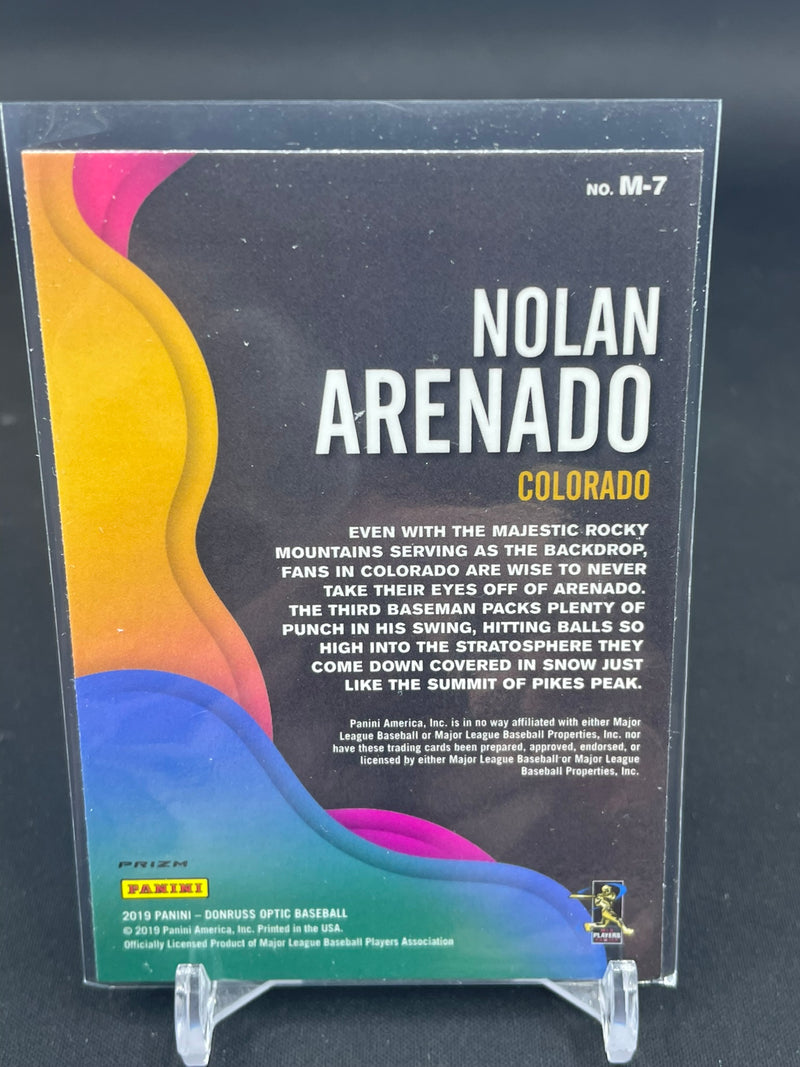 NO. M-7
NOLAN
ARENADO
COLORADO
EVEN WITH THE MAJESTIC ROCKY
MOUNTAINS SERVING AS THE BACKDROP,
FANS IN COLORADO ARE WISE TO NEVER
TAKE THEIR EYES OFF OF ARENADO.
THE THIRD BASEMAN PACKS PLENTY OF
PUNCH IN HIS SWING, HITTING BALLS SO
HIGH INTO THE STRATOSPHERE THEY
COME DOWN COVERED IN SNOW JUST
LIKE THE SUMMIT OF PIKES PEAK.
Panini America, Inc. is in no way affiliated with either Major
League Baseball or Major League Baseball Properties, Inc. nor
have these trading cards been prepared, approved, endorsed, or
licensed by either Major League Baseball or Major League
Baseball Properties, Inc.
PRIZM
PANINI
2019 PANINI – DONRUSS OPTIC BASEBALL
© 2019 Panini America, Inc. Printed in the USA.
Officially Licensed Product of Major League Baseball Players Association
PLAYERS